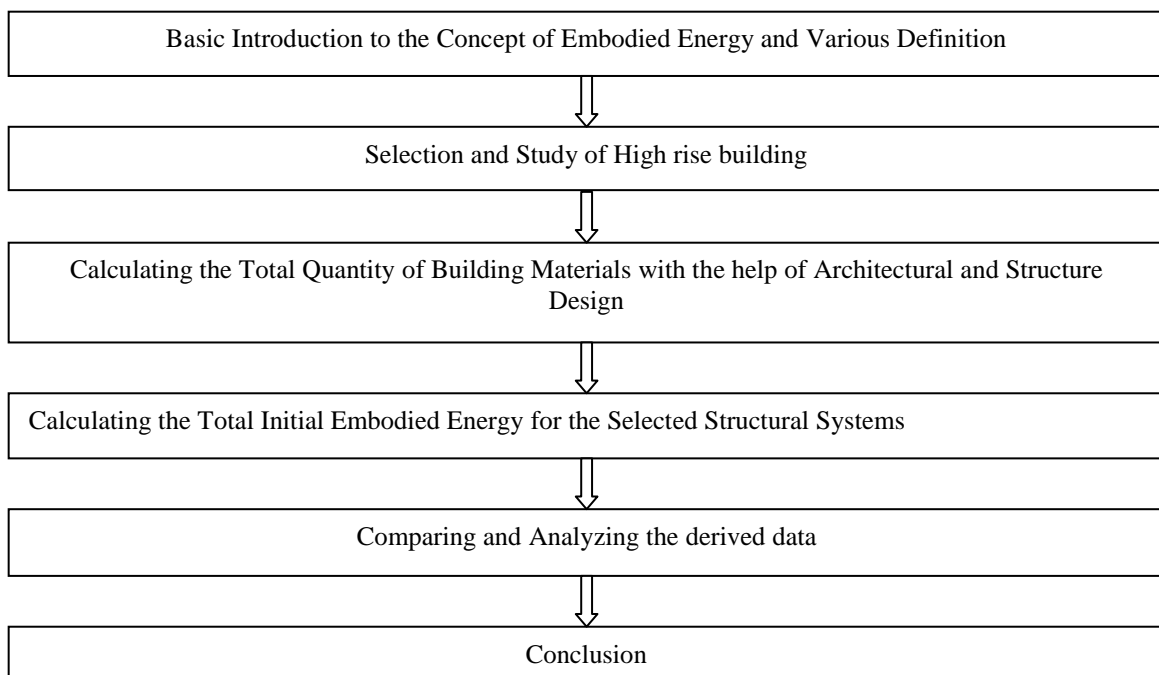 Basic Introduction to the Concept of Embodied Energy and Various Definition
Selection and Study of High rise building
Calculating the Total Quantity of Building Materials with the help of Architectural and Structure
Design
Calculating the Total Initial Embodied Energy for the Selected Structural Systems
Comparing and Analyzing the derived data
Conclusion